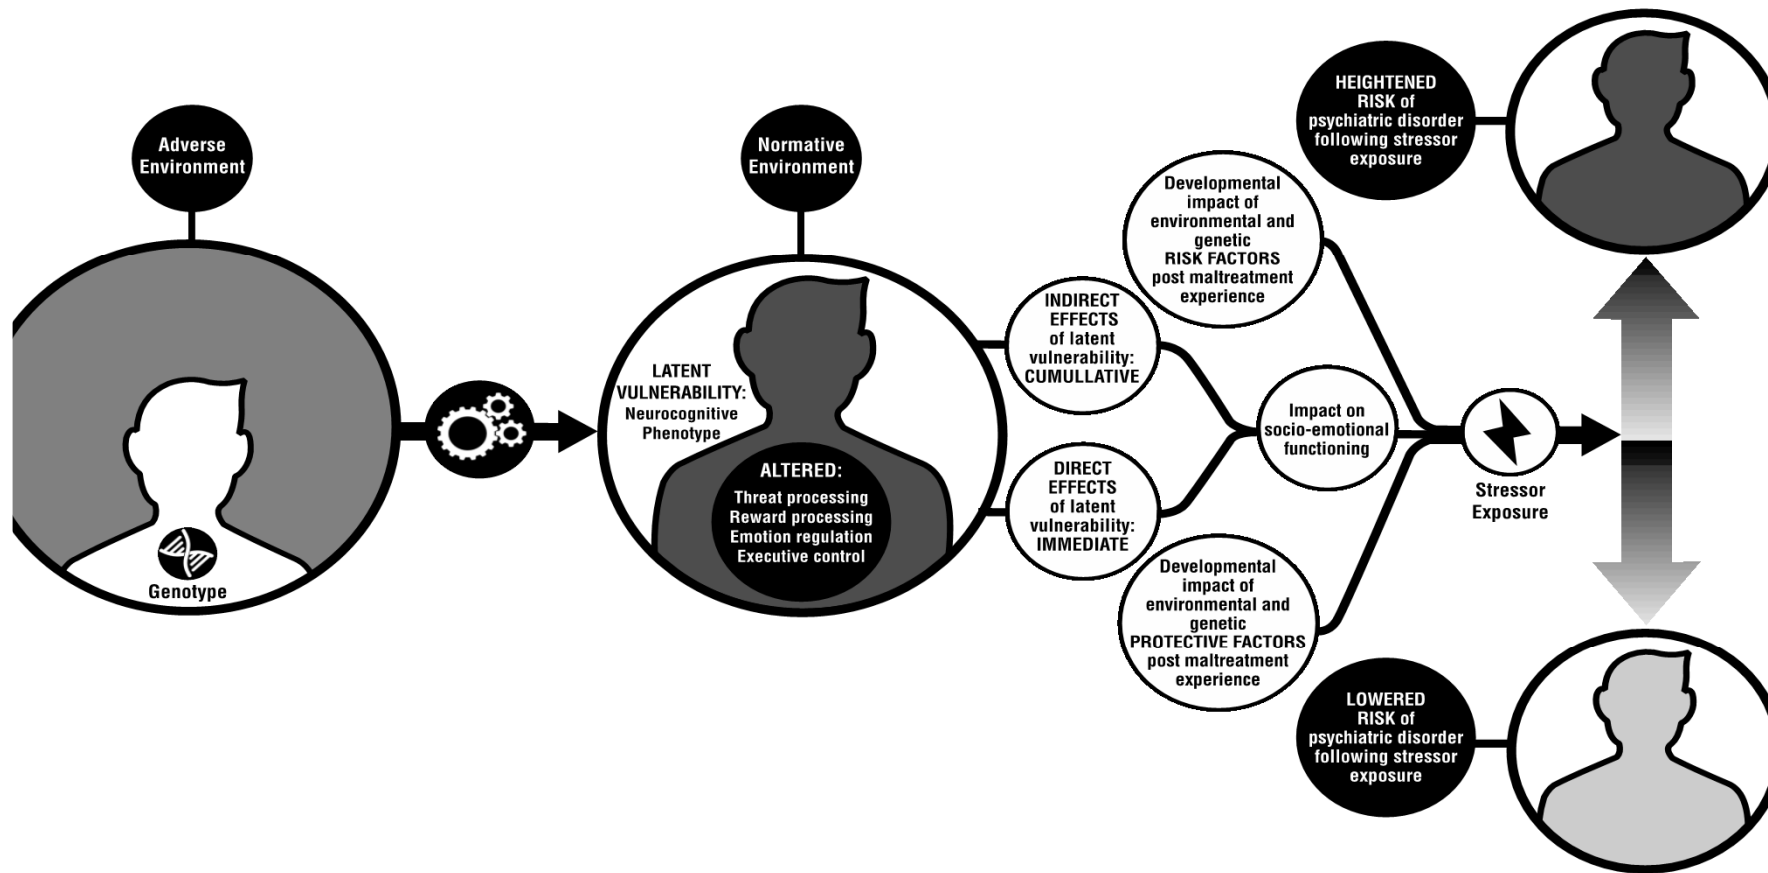 Adverse
Environment
Genotype
Normative
Environment
LATENT
VULNERABILITY:
Neurocognitive
Phenotype
ALTERED:
Threat processing
Reward processing
Emotion regulation
Executive control
INDIRECT
EFFECTS
of latent
vulnerability:
CUMULLATIVE
DIRECT
EFFECTS
of latent
vulnerability:
IMMEDIATE
Developmental
impact of
environmental and
genetic
RISK FACTORS
post maltreatment
experience
Impact on
socio-emotional
functioning
Developmental
impact of
environmental and
genetic
PROTECTIVE FACTORS
post maltreatment
experience
Stressor
Exposure
HEIGHTENED
RISK of
psychiatric disorder
following stressor
exposure
LOWERED
RISK of
psychiatric disorder
following stressor
exposure